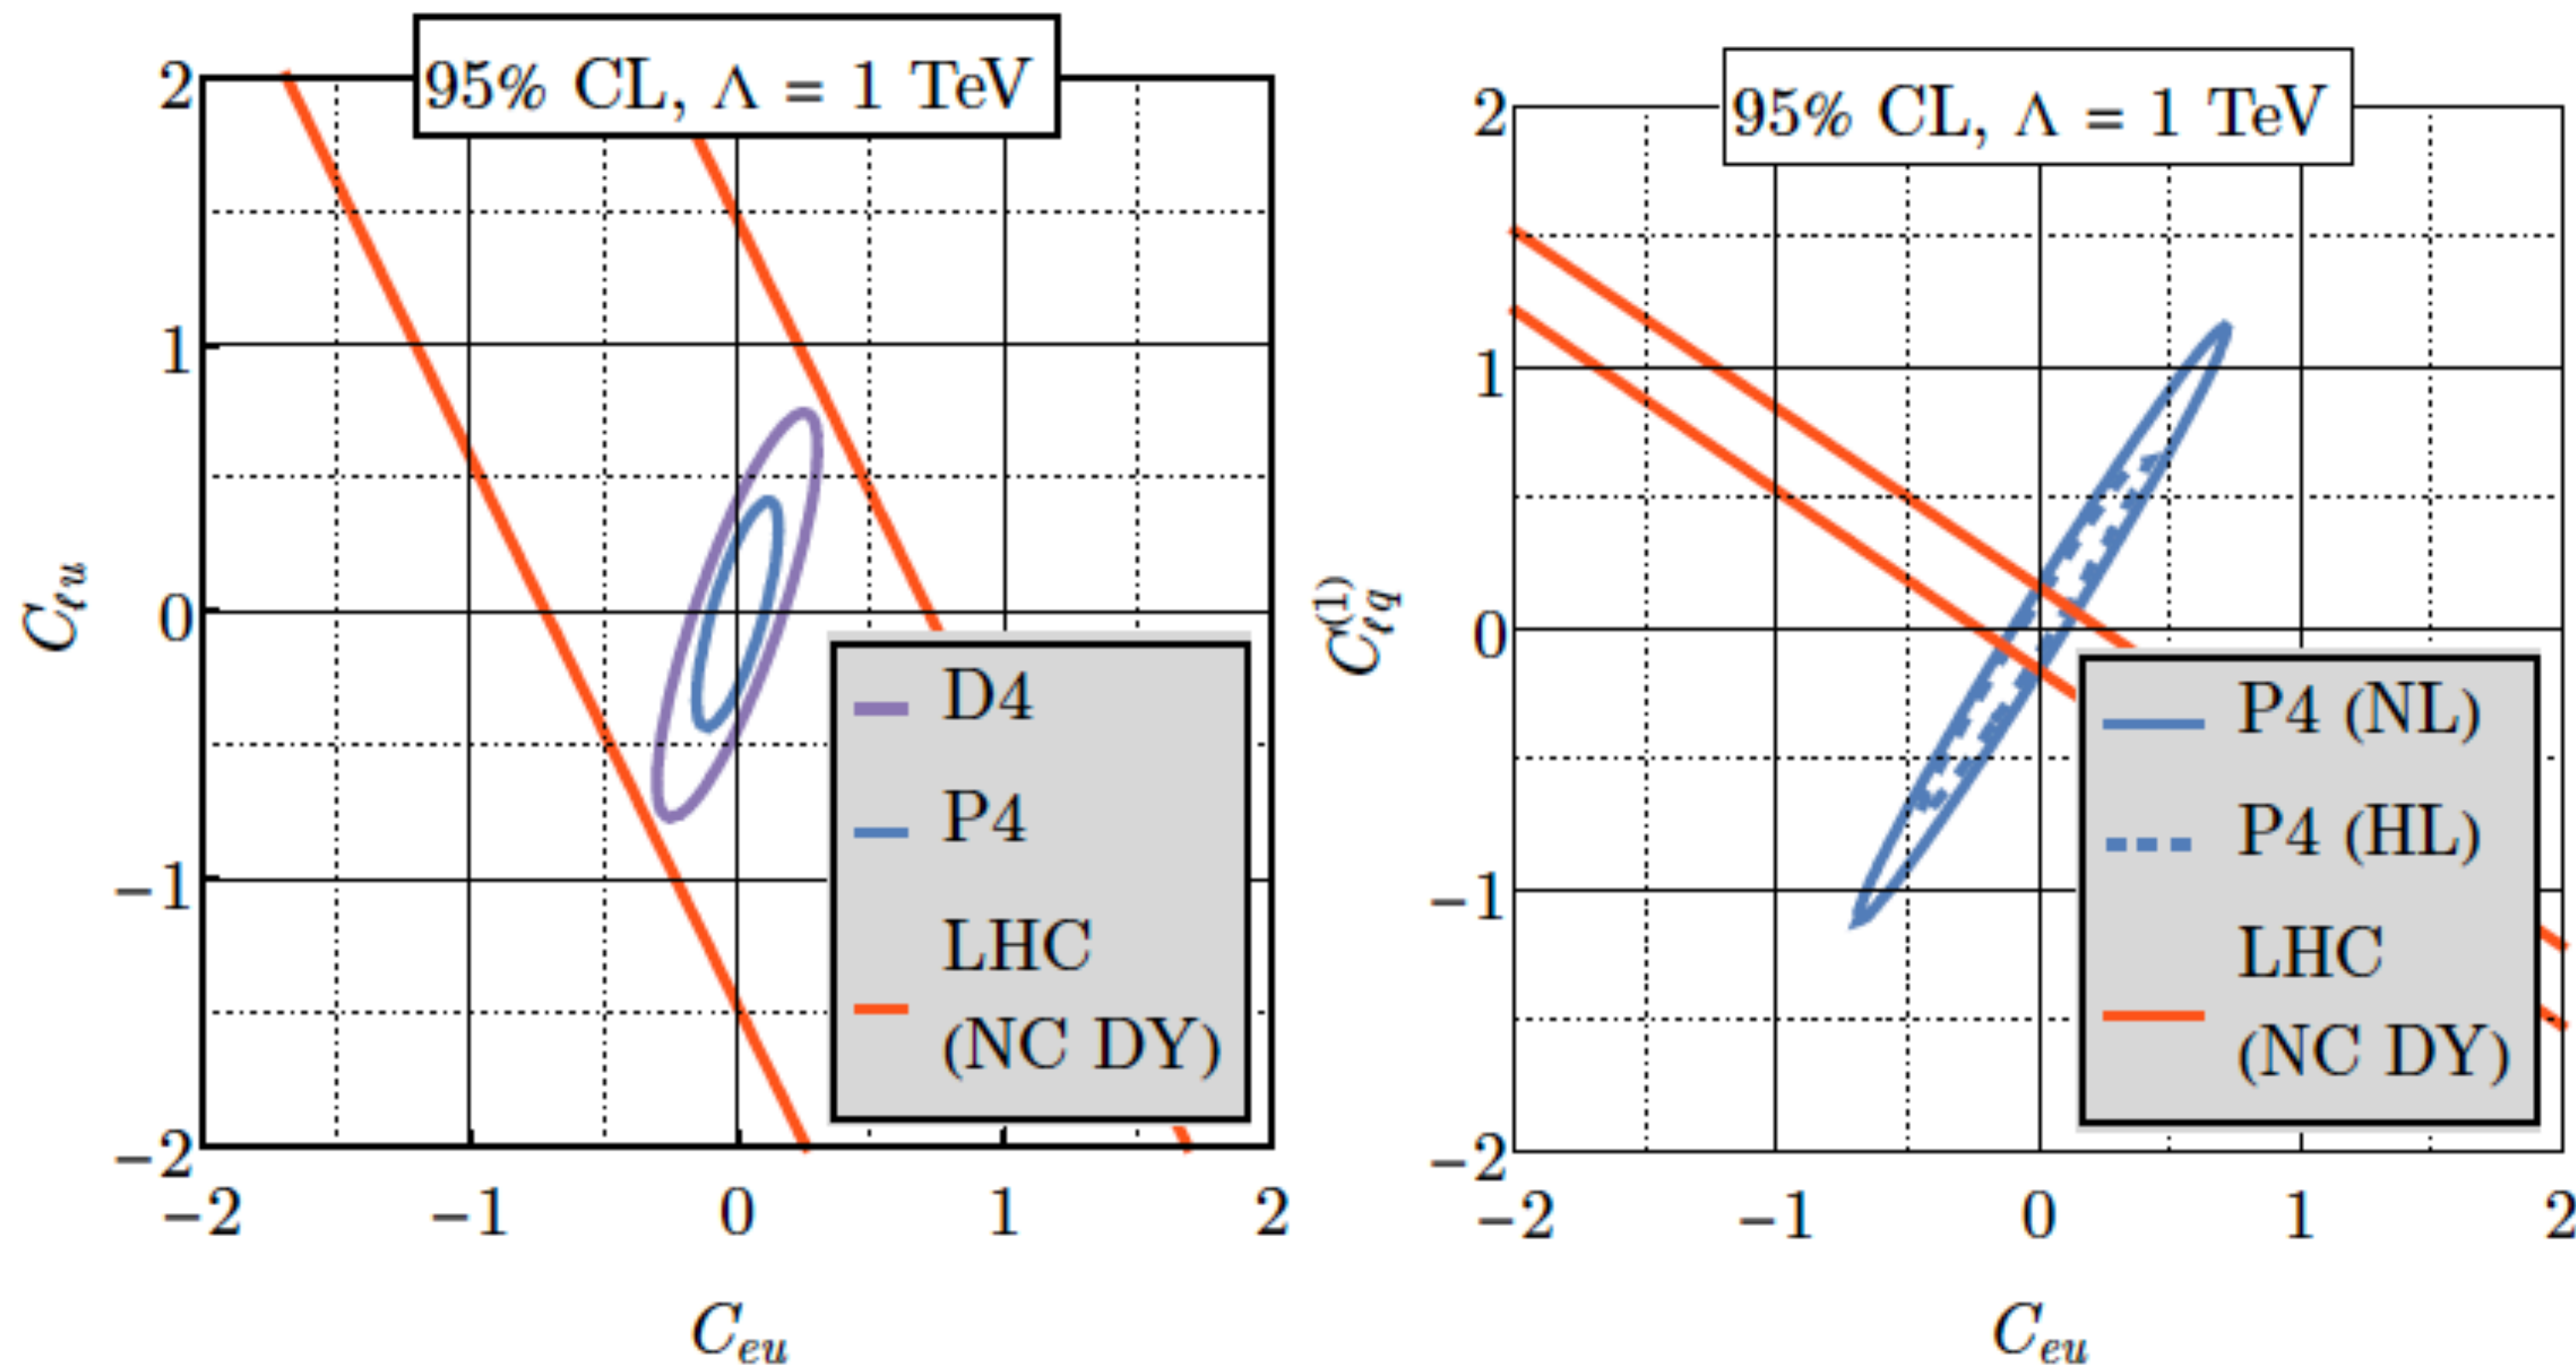 95% CL, Λ = 1 TeV
2
1
0
−1
−2
C_{ℓu}
D4
P4
LHC
(NC DY)
−2 −1 0 1 2
C_{eu}
95% CL, Λ = 1 TeV
2
1
0
−1
−2
C_{ℓq}^{(1)}
P4 (NL)
P4 (HL)
LHC
(NC DY)
−2 −1 0 1 2
C_{eu}